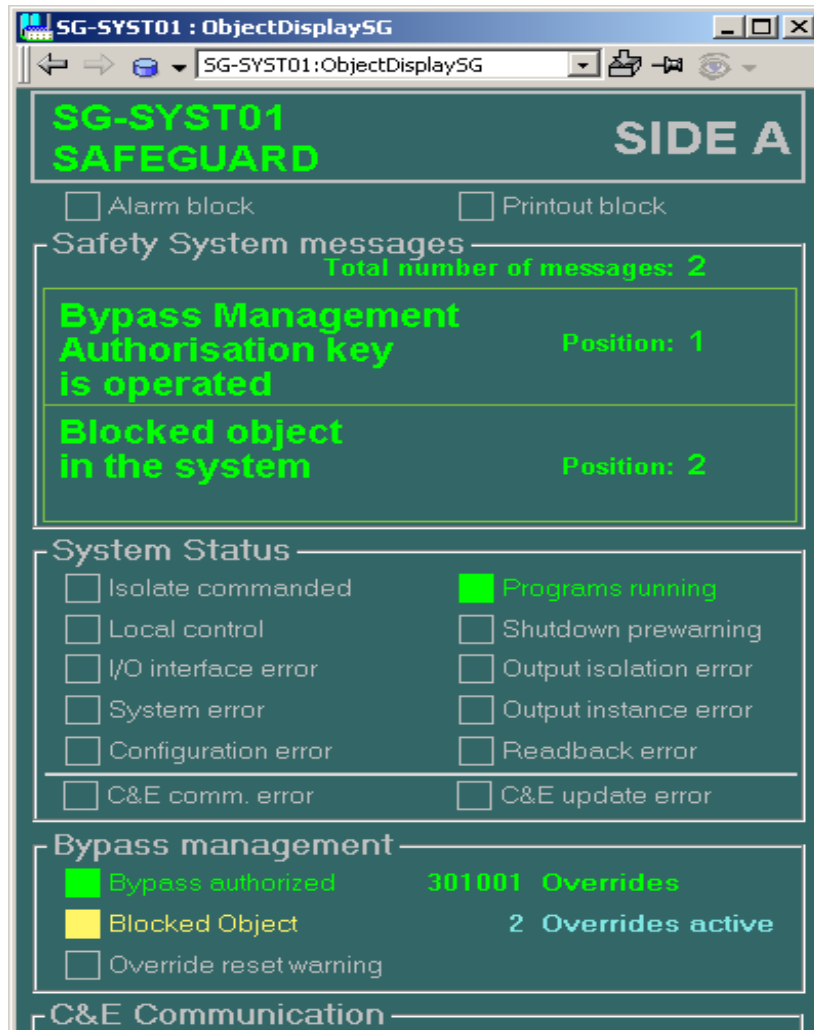 SG-SYST01 : ObjectDisplaySG
SG-SYST01:ObjectDisplaySG
SG-SYST01
SAFEGUARD
SIDE A
Alarm block
Printout block
Safety System messages
Total number of messages: 2
Bypass Management
Authorisation key
is operated
Position: 1
Blocked object
in the system
Position: 2
System Status
Isolate commanded
Programs running
Local control
Shutdown prewarning
I/O interface error
Output isolation error
System error
Output instance error
Configuration error
Readback error
C&E comm. error
C&E update error
Bypass management
Bypass authorized
301001 Overrides
Blocked Object
2 Overrides active
Override reset warning
C&E Communication